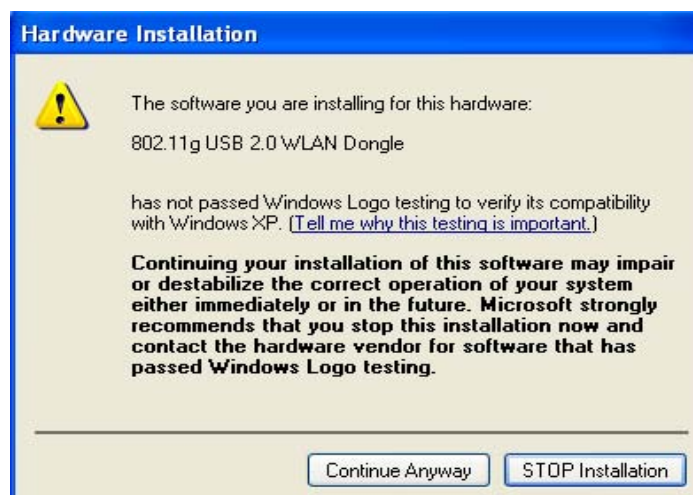 Hardware Installation
The software you are installing for this hardware:
802.11g USB 2.0 WLAN Dongle
has not passed Windows Logo testing to verify its compatibility
with Windows XP. (Tell me why this testing is important.)
Continuing your installation of this software may impair
or destabilize the correct operation of your system
either immediately or in the future. Microsoft strongly
recommends that you stop this installation now and
contact the hardware vendor for software that has
passed Windows Logo testing.
Continue Anyway
STOP Installation